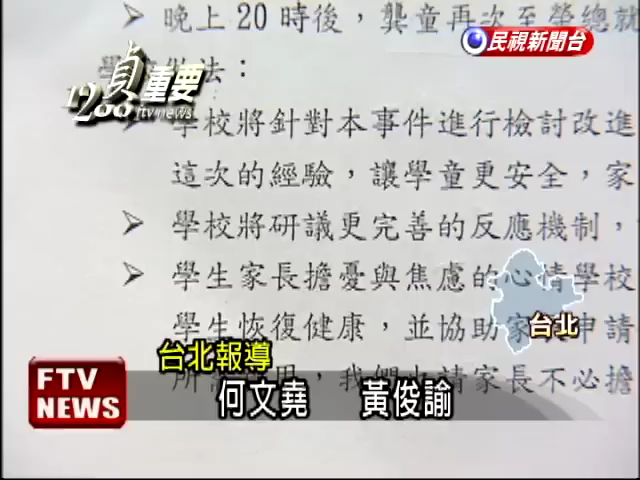 晚上20時後，龔童再次至榮總就
民視新聞台
貞重要
1200
ftv news
法：
學校將針對本事件進行檢討改進
這次的經驗，讓學童更安全，家
學校將研議更完善的反應機制，
學生家長擔憂與焦慮的心情學校
學生恢復健康，並協助家 申請
台北
台北報導
我們 請家長不必擔
FTV
NEWS
何文堯 黃俊諭